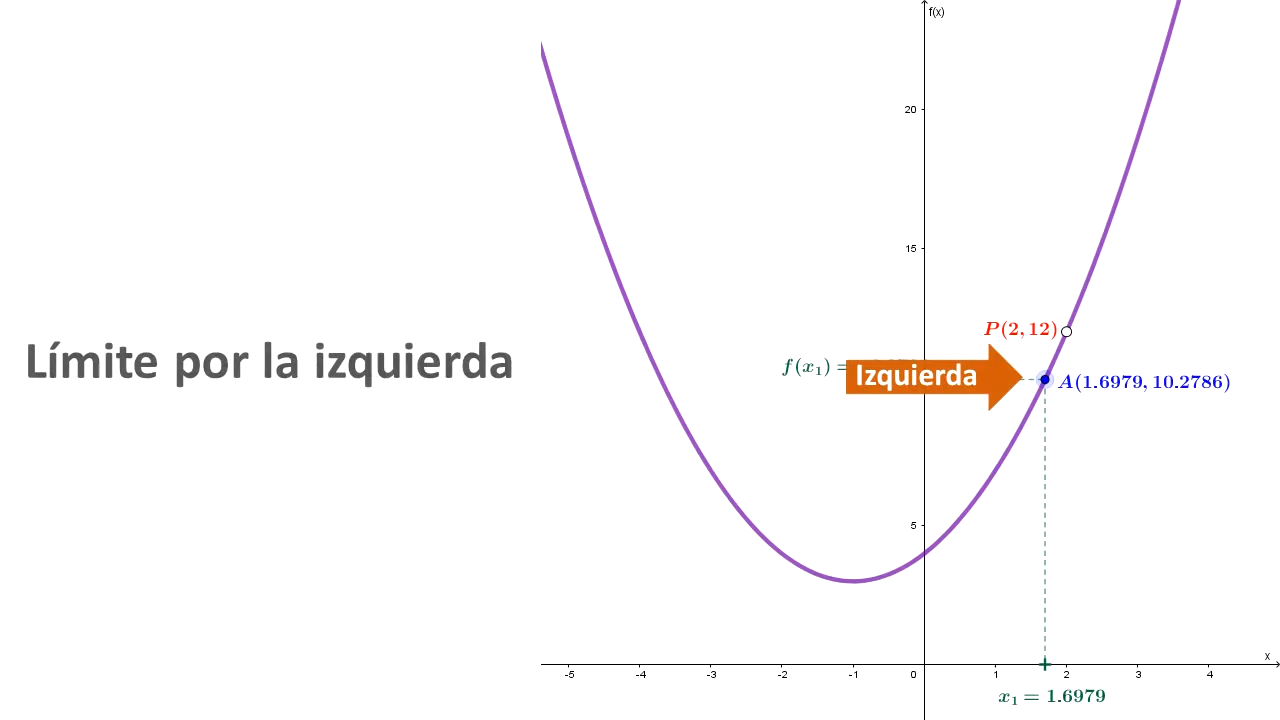 f(x)
20
15
P(2, 12)
Límite por la izquierda
f(x₁) =
Izquierda
A(1.6979, 10.2786)
5
x
-5 -4 -3 -2 -1 0 1 2 3 4
x₁ = 1.6979